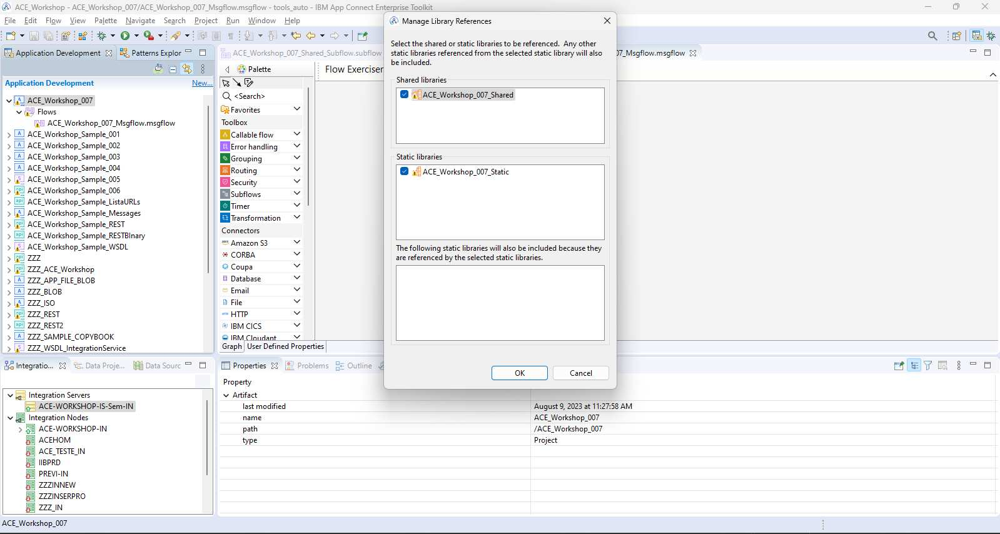 ACE_Workshop - ACE_Workshop_007/ACE_Workshop_007_Msgflow.msgflow - tools_auto - IBM App Connect Enterprise Toolkit
File Edit Flow View Palette Navigate Search Project Run Window Help
Application Development
Patterns Explor
Application Development
New...
ACE_Workshop_007
Flows
ACE_Workshop_007_Msgflow.msgflow
ACE_Workshop_Sample_001
ACE_Workshop_Sample_002
ACE_Workshop_Sample_003
ACE_Workshop_Sample_004
ACE_Workshop_Sample_005
ACE_Workshop_Sample_006
ACE_Workshop_Sample_ListaURLs
ACE_Workshop_Sample_Messages
ACE_Workshop_Sample_REST
ACE_Workshop_Sample_RESTBInary
ACE_Workshop_Sample_WSDL
ZZZ
ZZZ_ACE_Workshop
ZZZ_APP_FILE_BLOB
ZZZ_BLOB
ZZZ_ISO
ZZZ_REST
ZZZ_REST2
ZZZ_SAMPLE_COPYBOOK
ZZZ_WSDL_IntegrationService
ACE_Workshop_007_Shared_Subflow.subflow
07_Msgflow.msgflow
Palette
Flow Exerciser
<Search>
Favorites
Toolbox
Callable flow
Error handling
Grouping
Routing
Security
Subflows
Timer
Transformation
Connectors
Amazon S3
CORBA
Coupa
Database
Email
File
HTTP
IBM CICS
IBM Cloudant
Graph
User Defined Properties
Manage Library References
Select the shared or static libraries to be referenced. Any other
static libraries referenced from the selected static library will also
be included.
Shared libraries
ACE_Workshop_007_Shared
Static libraries
ACE_Workshop_007_Static
The following static libraries will also be included because they
are referenced by the selected static libraries.
OK
Cancel
Integratio...
Data Proje...
Data Sourc
Integration Servers
ACE-WORKSHOP-IS-Sem-IN
Integration Nodes
ACE-WORKSHOP-IN
ACEHOM
ACE_TESTE_IN
IIBPRD
PREVI-IN
ZZZINNEW
ZZZINSERPRO
ZZZ_IN
Properties
Problems
Outline
Property
Artifact
last modified August 9, 2023 at 11:27:58 AM
name ACE_Workshop_007
path /ACE_Workshop_007
type Project
ACE_Workshop_007